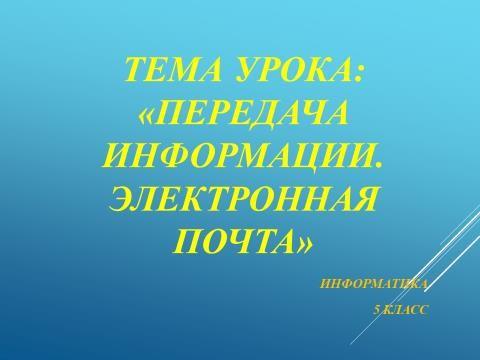 ТЕМА УРОКА:
«ПЕРЕДАЧА
ИНФОРМАЦИИ.
ЭЛЕКТРОННАЯ
ПОЧТА»
ИНФОРМАТИКА
5 КЛАСС